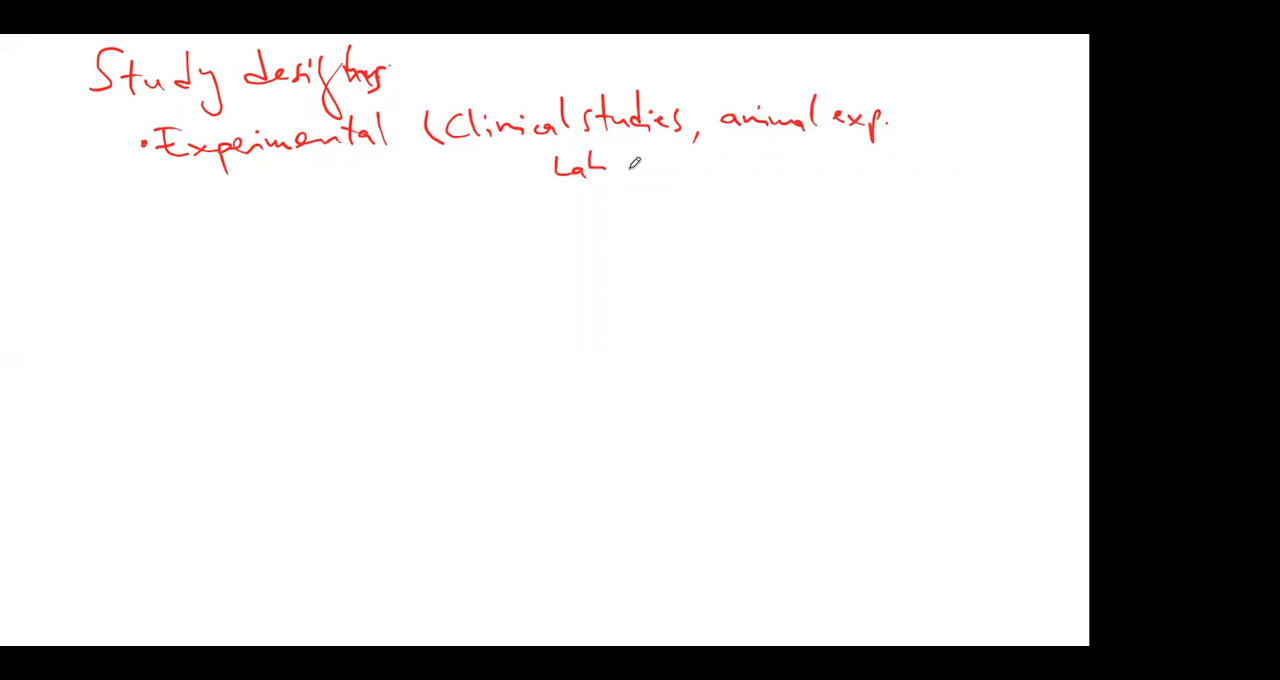 Study designs
• Experimental (Clinical studies, animal exp.
Lab